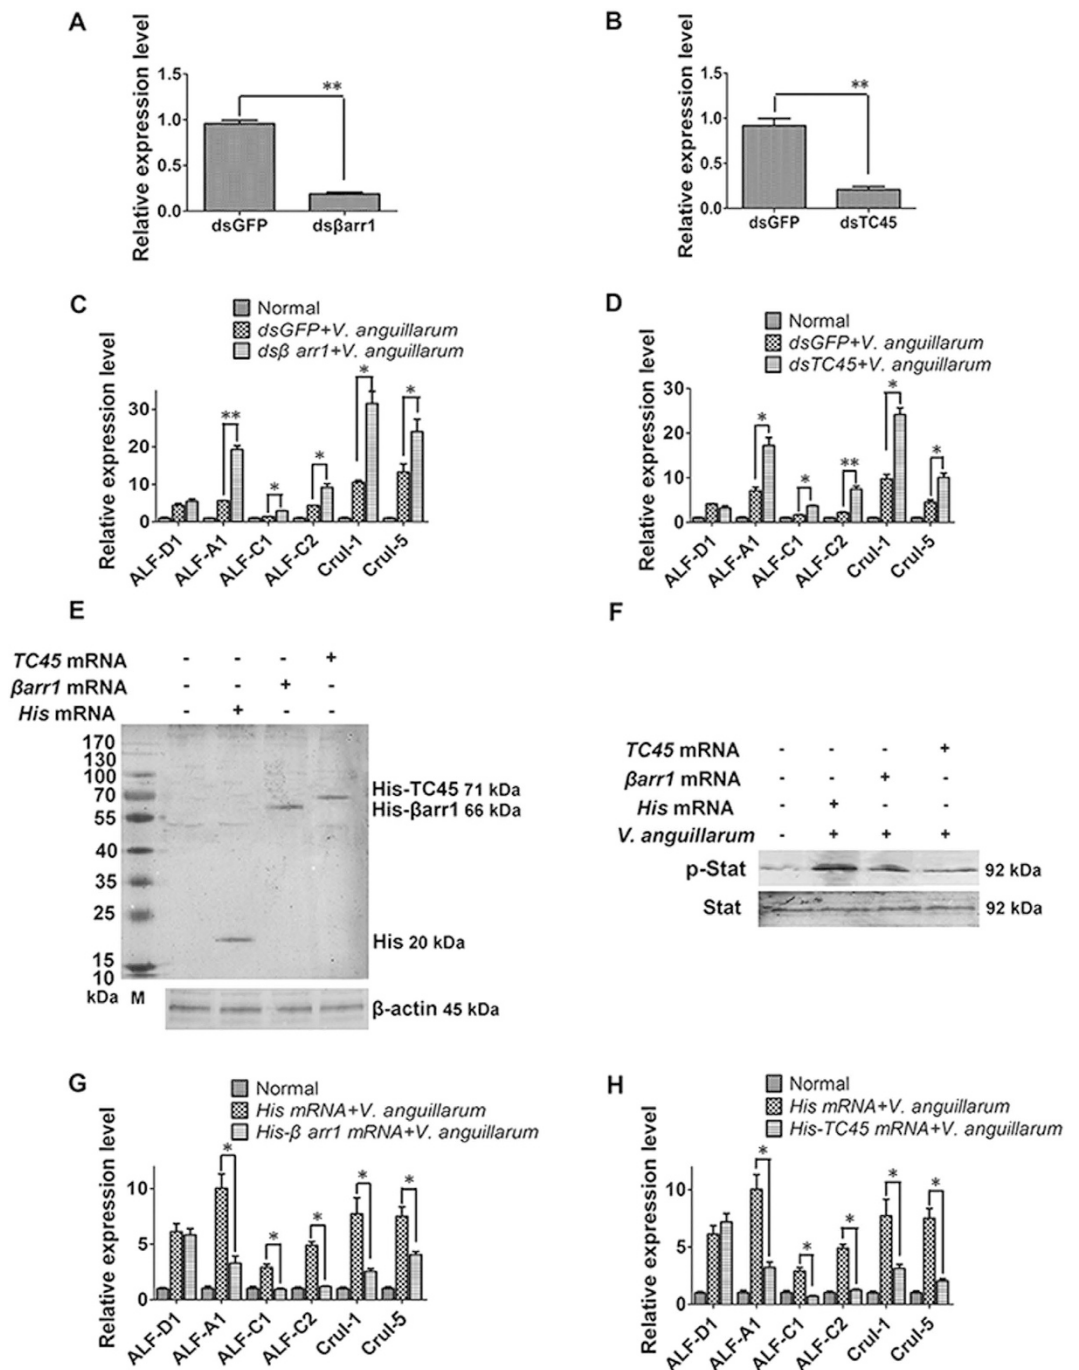 A
Relative expression level
1.5
1.0
0.5
0.0
**
dsGFP
dsβarr1
B
Relative expression level
1.5
1.0
0.5
0.0
**
dsGFP
dsTC45
C
Normal
dsGFP+V. anguillarum
dsβ arr1+V. anguillarum
Relative expression level
30
20
10
0
**
*
*
*
*
ALF-D1
ALF-A1
ALF-C1
ALF-C2
Crul-1
Crul-5
D
Normal
dsGFP+V. anguillarum
dsTC45+V. anguillarum
Relative expression level
30
20
10
0
*
*
**
*
*
ALF-D1
ALF-A1
ALF-C1
ALF-C2
Crul-1
Crul-5
E
TC45 mRNA - - - +
βarr1 mRNA - - + -
His mRNA - + - -
170
130
100
70
55
40
35
25
15
10
kDa M
His-TC45 71 kDa
His-βarr1 66 kDa
His 20 kDa
β-actin 45 kDa
F
TC45 mRNA - - - +
βarr1 mRNA - - + -
His mRNA - + - -
V. anguillarum - + + +
p-Stat 92 kDa
Stat 92 kDa
G
Normal
His mRNA+V. anguillarum
His-β arr1 mRNA+V. anguillarum
Relative expression level
10
5
0
*
*
*
*
*
ALF-D1
ALF-A1
ALF-C1
ALF-C2
Crul-1
Crul-5
H
Normal
His mRNA+V. anguillarum
His-TC45 mRNA+V. anguillarum
Relative expression level
10
5
0
*
*
*
*
*
ALF-D1
ALF-A1
ALF-C1
ALF-C2
Crul-1
Crul-5